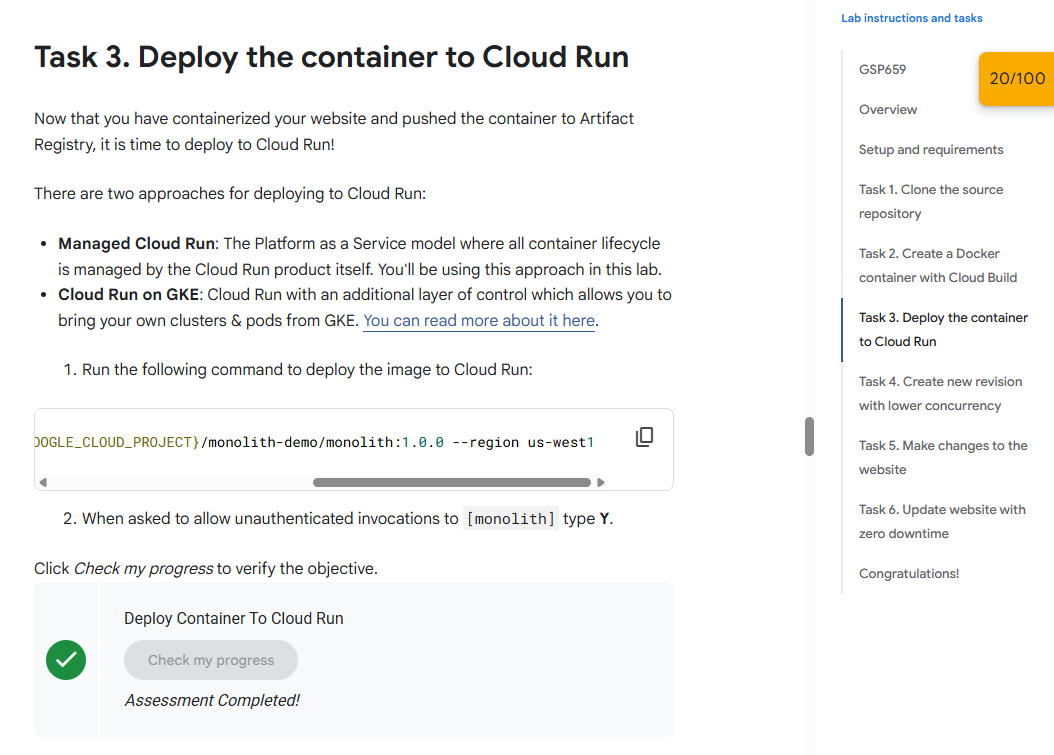 Task 3. Deploy the container to Cloud Run
Now that you have containerized your website and pushed the container to Artifact
Registry, it is time to deploy to Cloud Run!
There are two approaches for deploying to Cloud Run:
• Managed Cloud Run: The Platform as a Service model where all container lifecycle
is managed by the Cloud Run product itself. You'll be using this approach in this lab.
• Cloud Run on GKE: Cloud Run with an additional layer of control which allows you to
bring your own clusters & pods from GKE. You can read more about it here.
1. Run the following command to deploy the image to Cloud Run:
OOGLE_CLOUD_PROJECT}/monolith-demo/monolith:1.0.0 --region us-west1
2. When asked to allow unauthenticated invocations to [monolith] type Y.
Click Check my progress to verify the objective.
Deploy Container To Cloud Run
Check my progress
Assessment Completed!
Lab instructions and tasks
GSP659
20/100
Overview
Setup and requirements
Task 1. Clone the source
repository
Task 2. Create a Docker
container with Cloud Build
Task 3. Deploy the container
to Cloud Run
Task 4. Create new revision
with lower concurrency
Task 5. Make changes to the
website
Task 6. Update website with
zero downtime
Congratulations!